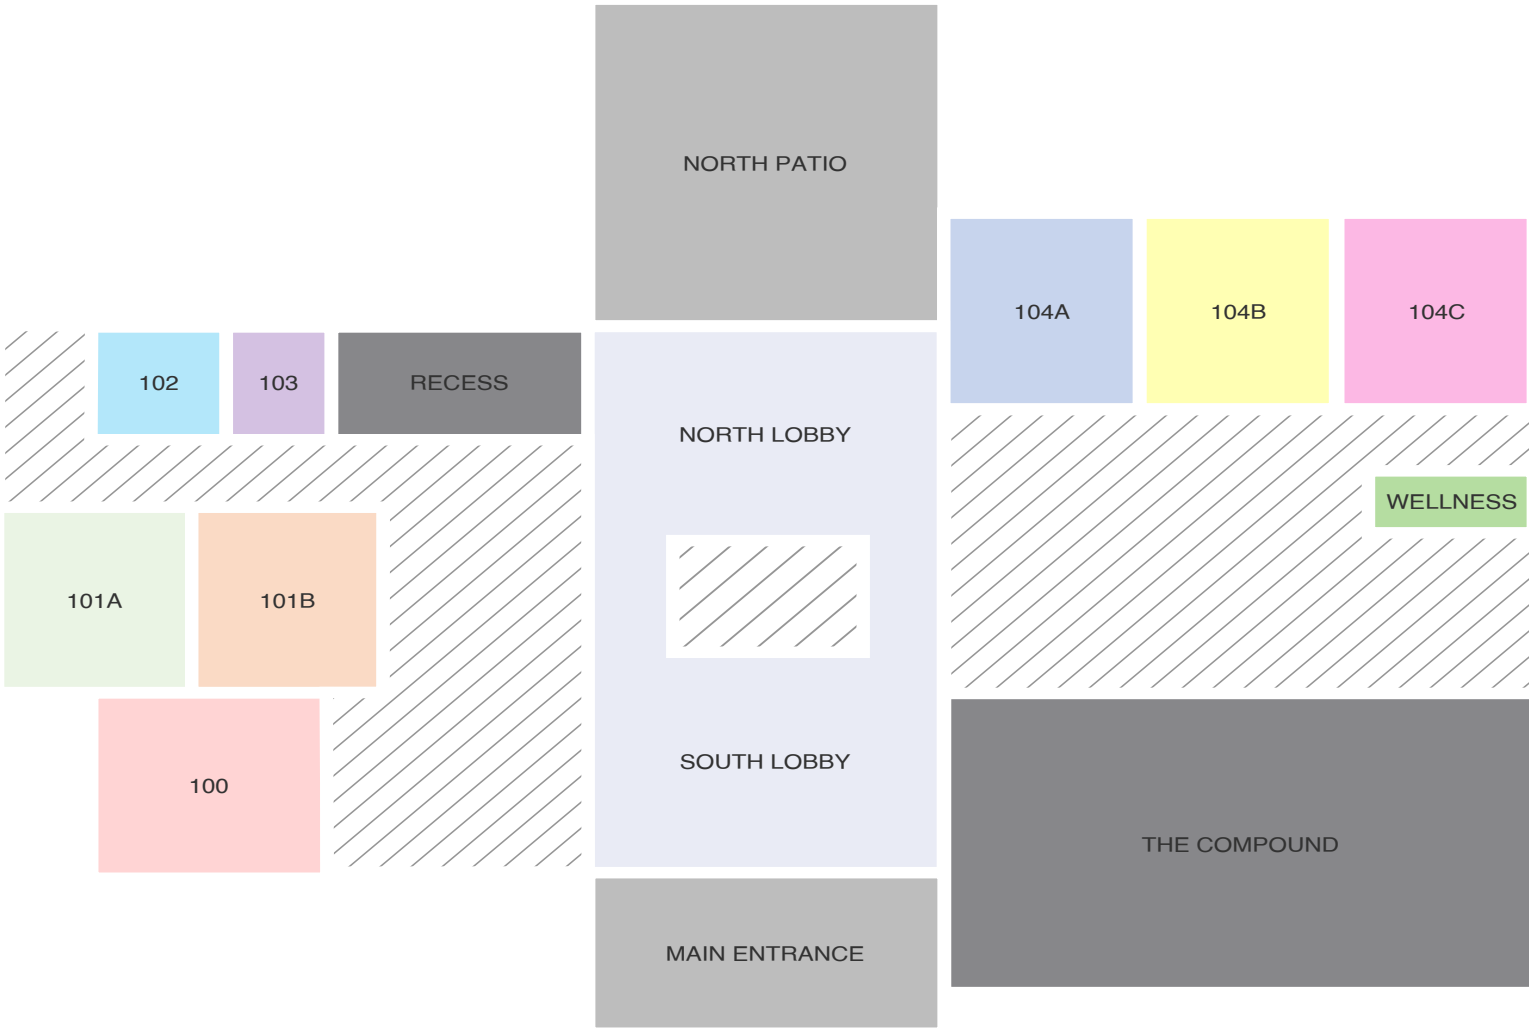 NORTH PATIO
104A
104B
104C
102
103
RECESS
NORTH LOBBY
WELLNESS
101A
101B
SOUTH LOBBY
100
THE COMPOUND
MAIN ENTRANCE